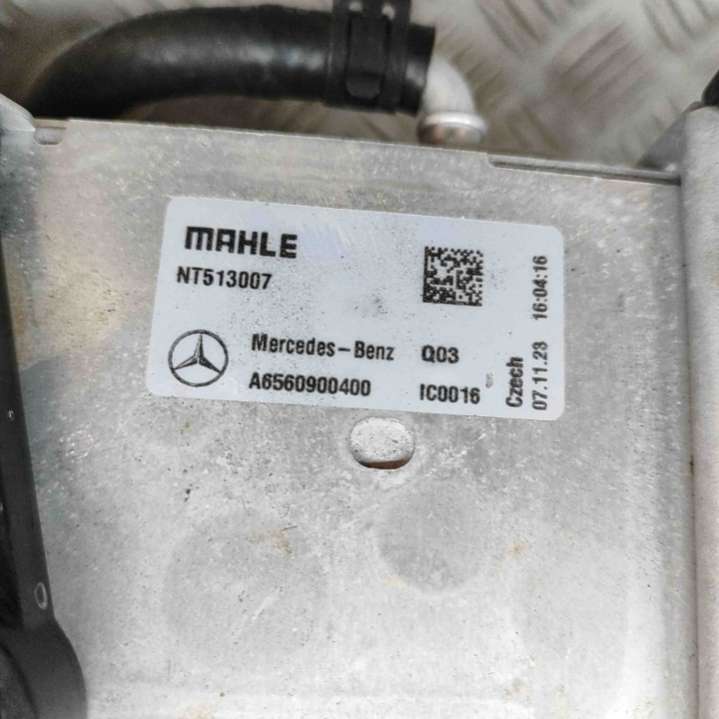 MAHLE
NT513007
Mercedes-Benz Q03
A6560900400 IC0016
Czech
07.11.23 16:04:16